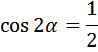 cos 2α = 1/2